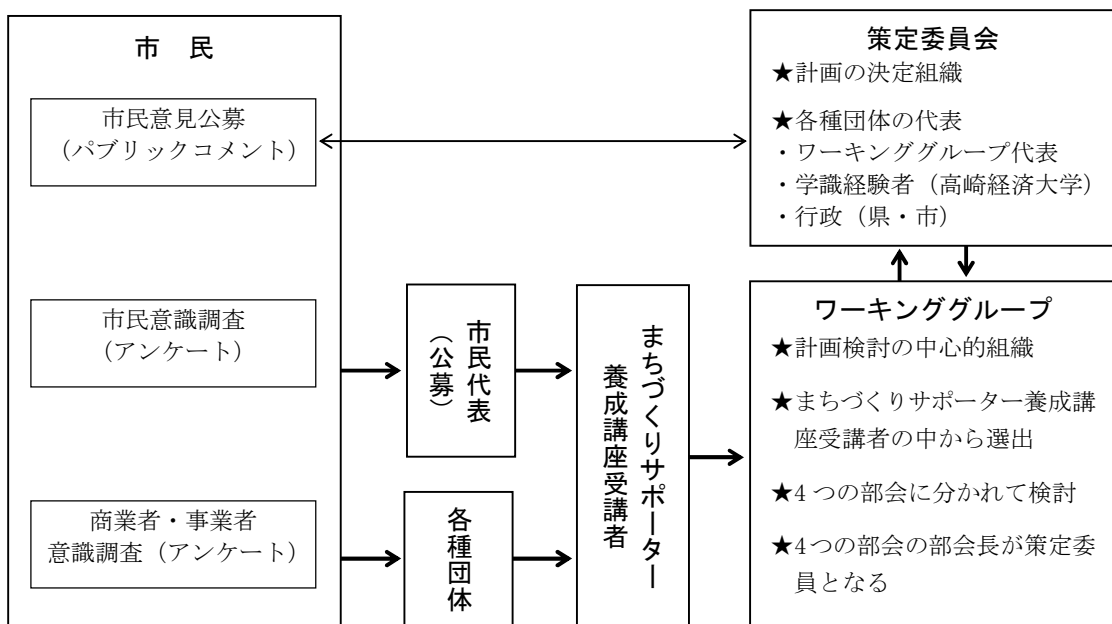 市　民
市民意見公募
（パブリックコメント）
市民意識調査
（アンケート）
商業者・事業者
意識調査（アンケート）
市民代表
（公募）
各種団体
まちづくりサポーター
養成講座受講者
策定委員会
★計画の決定組織
★各種団体の代表
・ワーキンググループ代表
・学識経験者（高崎経済大学）
・行政（県・市）
ワーキンググループ
★計画検討の中心的組織
★まちづくりサポーター養成講
座受講者の中から選出
★4つの部会に分かれて検討
★4つの部会の部会長が策定委
員となる